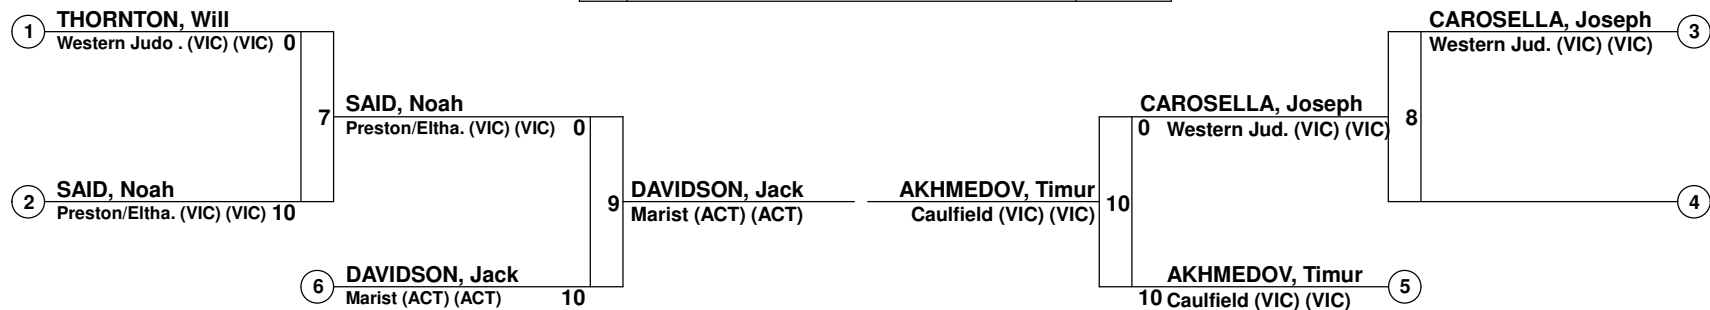 1 THORNTON, Will
Western Judo . (VIC) (VIC) 0
7
2 SAID, Noah
Preston/Eltha. (VIC) (VIC) 10
SAID, Noah
Preston/Eltha. (VIC) (VIC) 0
9
6 DAVIDSON, Jack
Marist (ACT) (ACT) 10
DAVIDSON, Jack
Marist (ACT) (ACT)
AKHMEDOV, Timur
Caulfield (VIC) (VIC)
10
CAROSELLA, Joseph
0 Western Jud. (VIC) (VIC)
AKHMEDOV, Timur 5
10 Caulfield (VIC) (VIC)
8
CAROSELLA, Joseph 3
Western Jud. (VIC) (VIC)
4